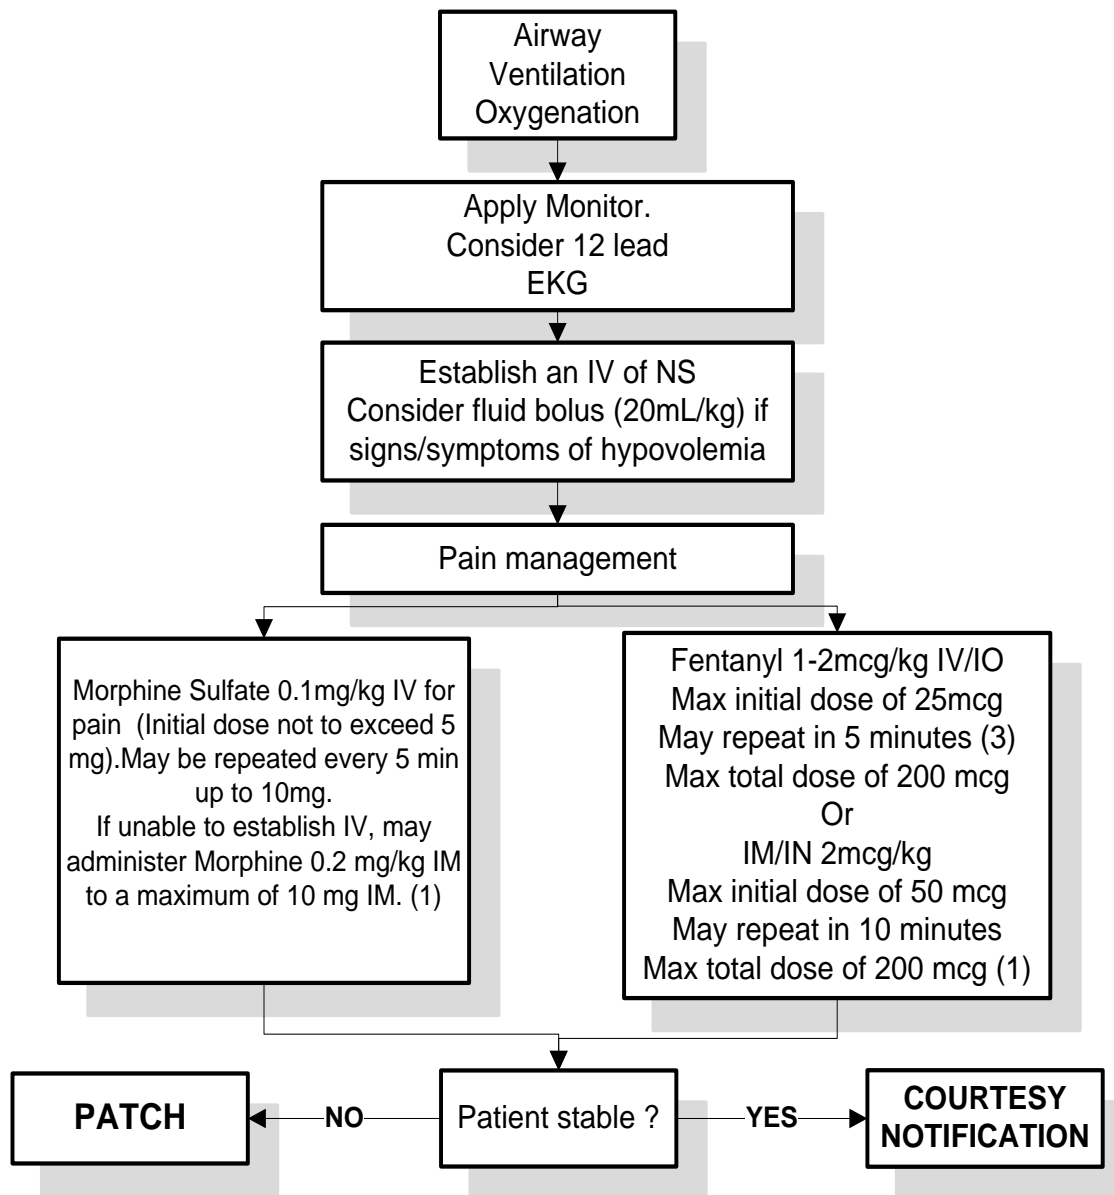 Airway
Ventilation
Oxygenation
Apply Monitor.
Consider 12 lead
EKG
Establish an IV of NS
Consider fluid bolus (20mL/kg) if
signs/symptoms of hypovolemia
Pain management
Morphine Sulfate 0.1mg/kg IV for
pain  (Initial dose not to exceed 5
mg).May be repeated every 5 min
up to 10mg.
If unable to establish IV, may
administer Morphine 0.2 mg/kg IM
to a maximum of 10 mg IM. (1)
Fentanyl 1-2mcg/kg IV/IO
Max initial dose of 25mcg
May repeat in 5 minutes (3)
Max total dose of 200 mcg
Or
IM/IN 2mcg/kg
Max initial dose of 50 mcg
May repeat in 10 minutes
Max total dose of 200 mcg (1)
PATCH
NO
Patient stable ?
YES
COURTESY
NOTIFICATION